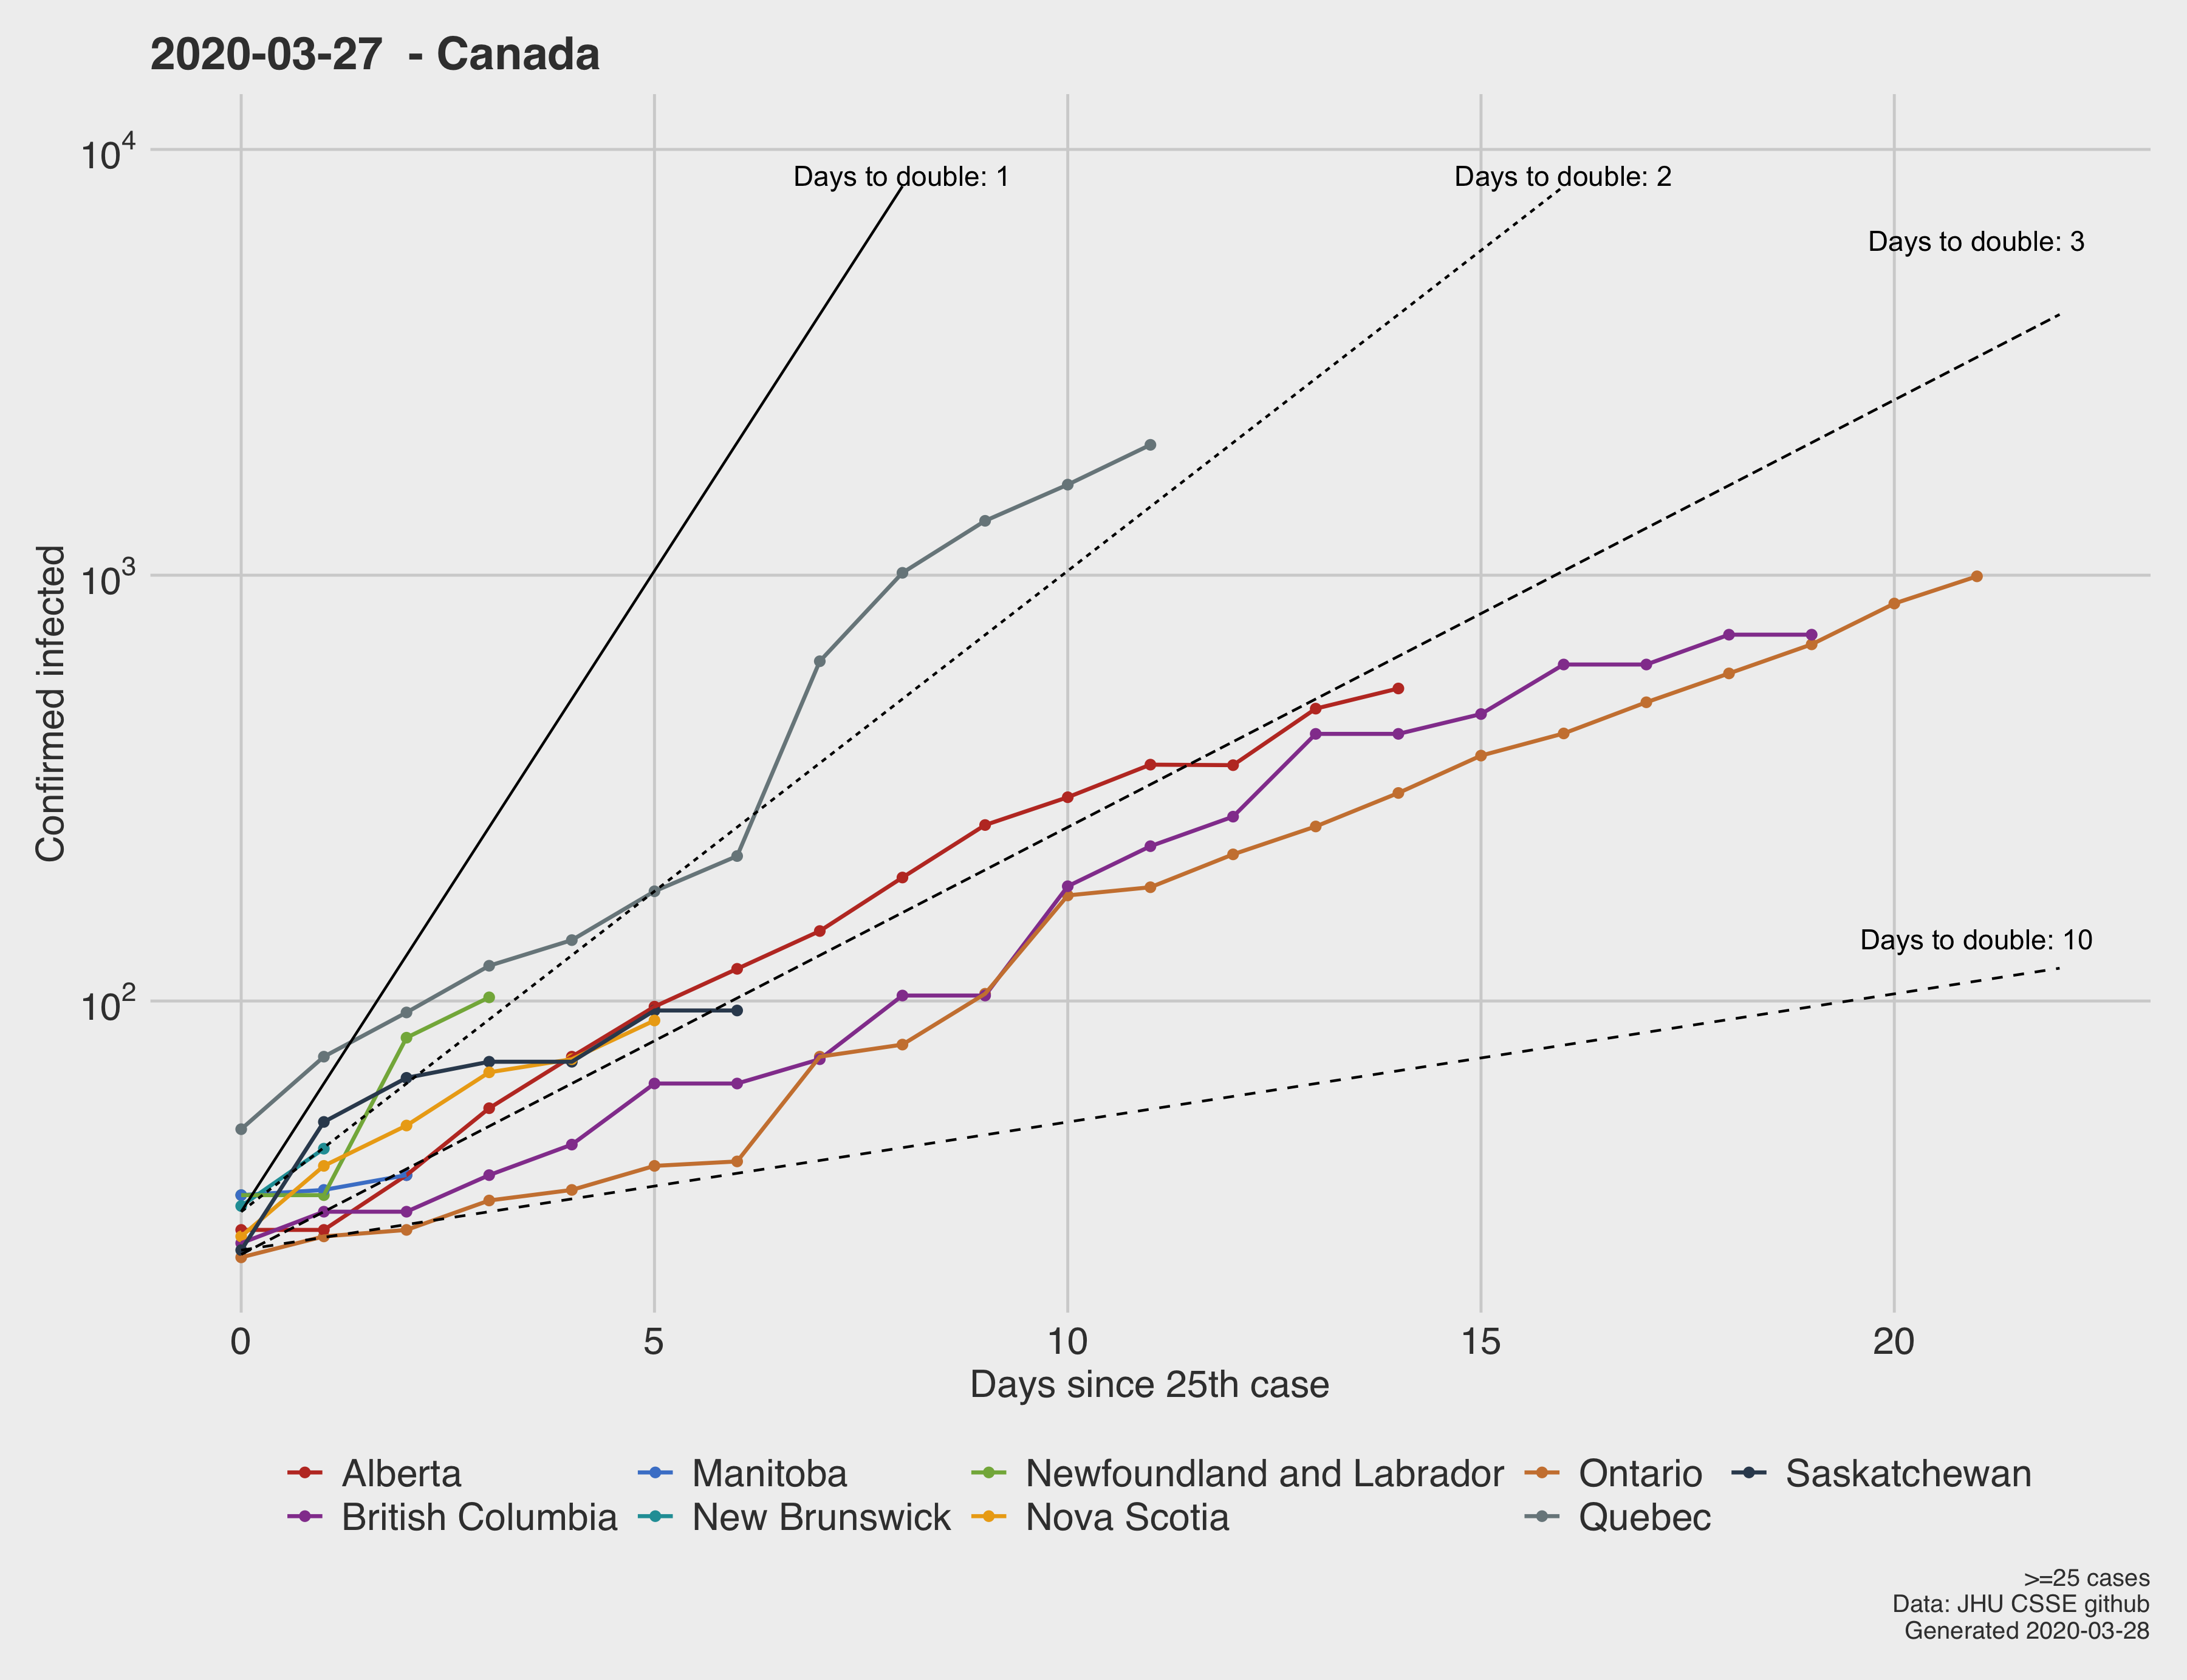 2020-03-27  - Canada
10^4
Days to double: 1
Days to double: 2
Days to double: 3
Confirmed infected
10^3
Days to double: 10
10^2
0 5 10 15 20
Days since 25th case
Alberta Manitoba Newfoundland and Labrador Ontario Saskatchewan
British Columbia New Brunswick Nova Scotia Quebec
>=25 cases
Data: JHU CSSE github
Generated 2020-03-28